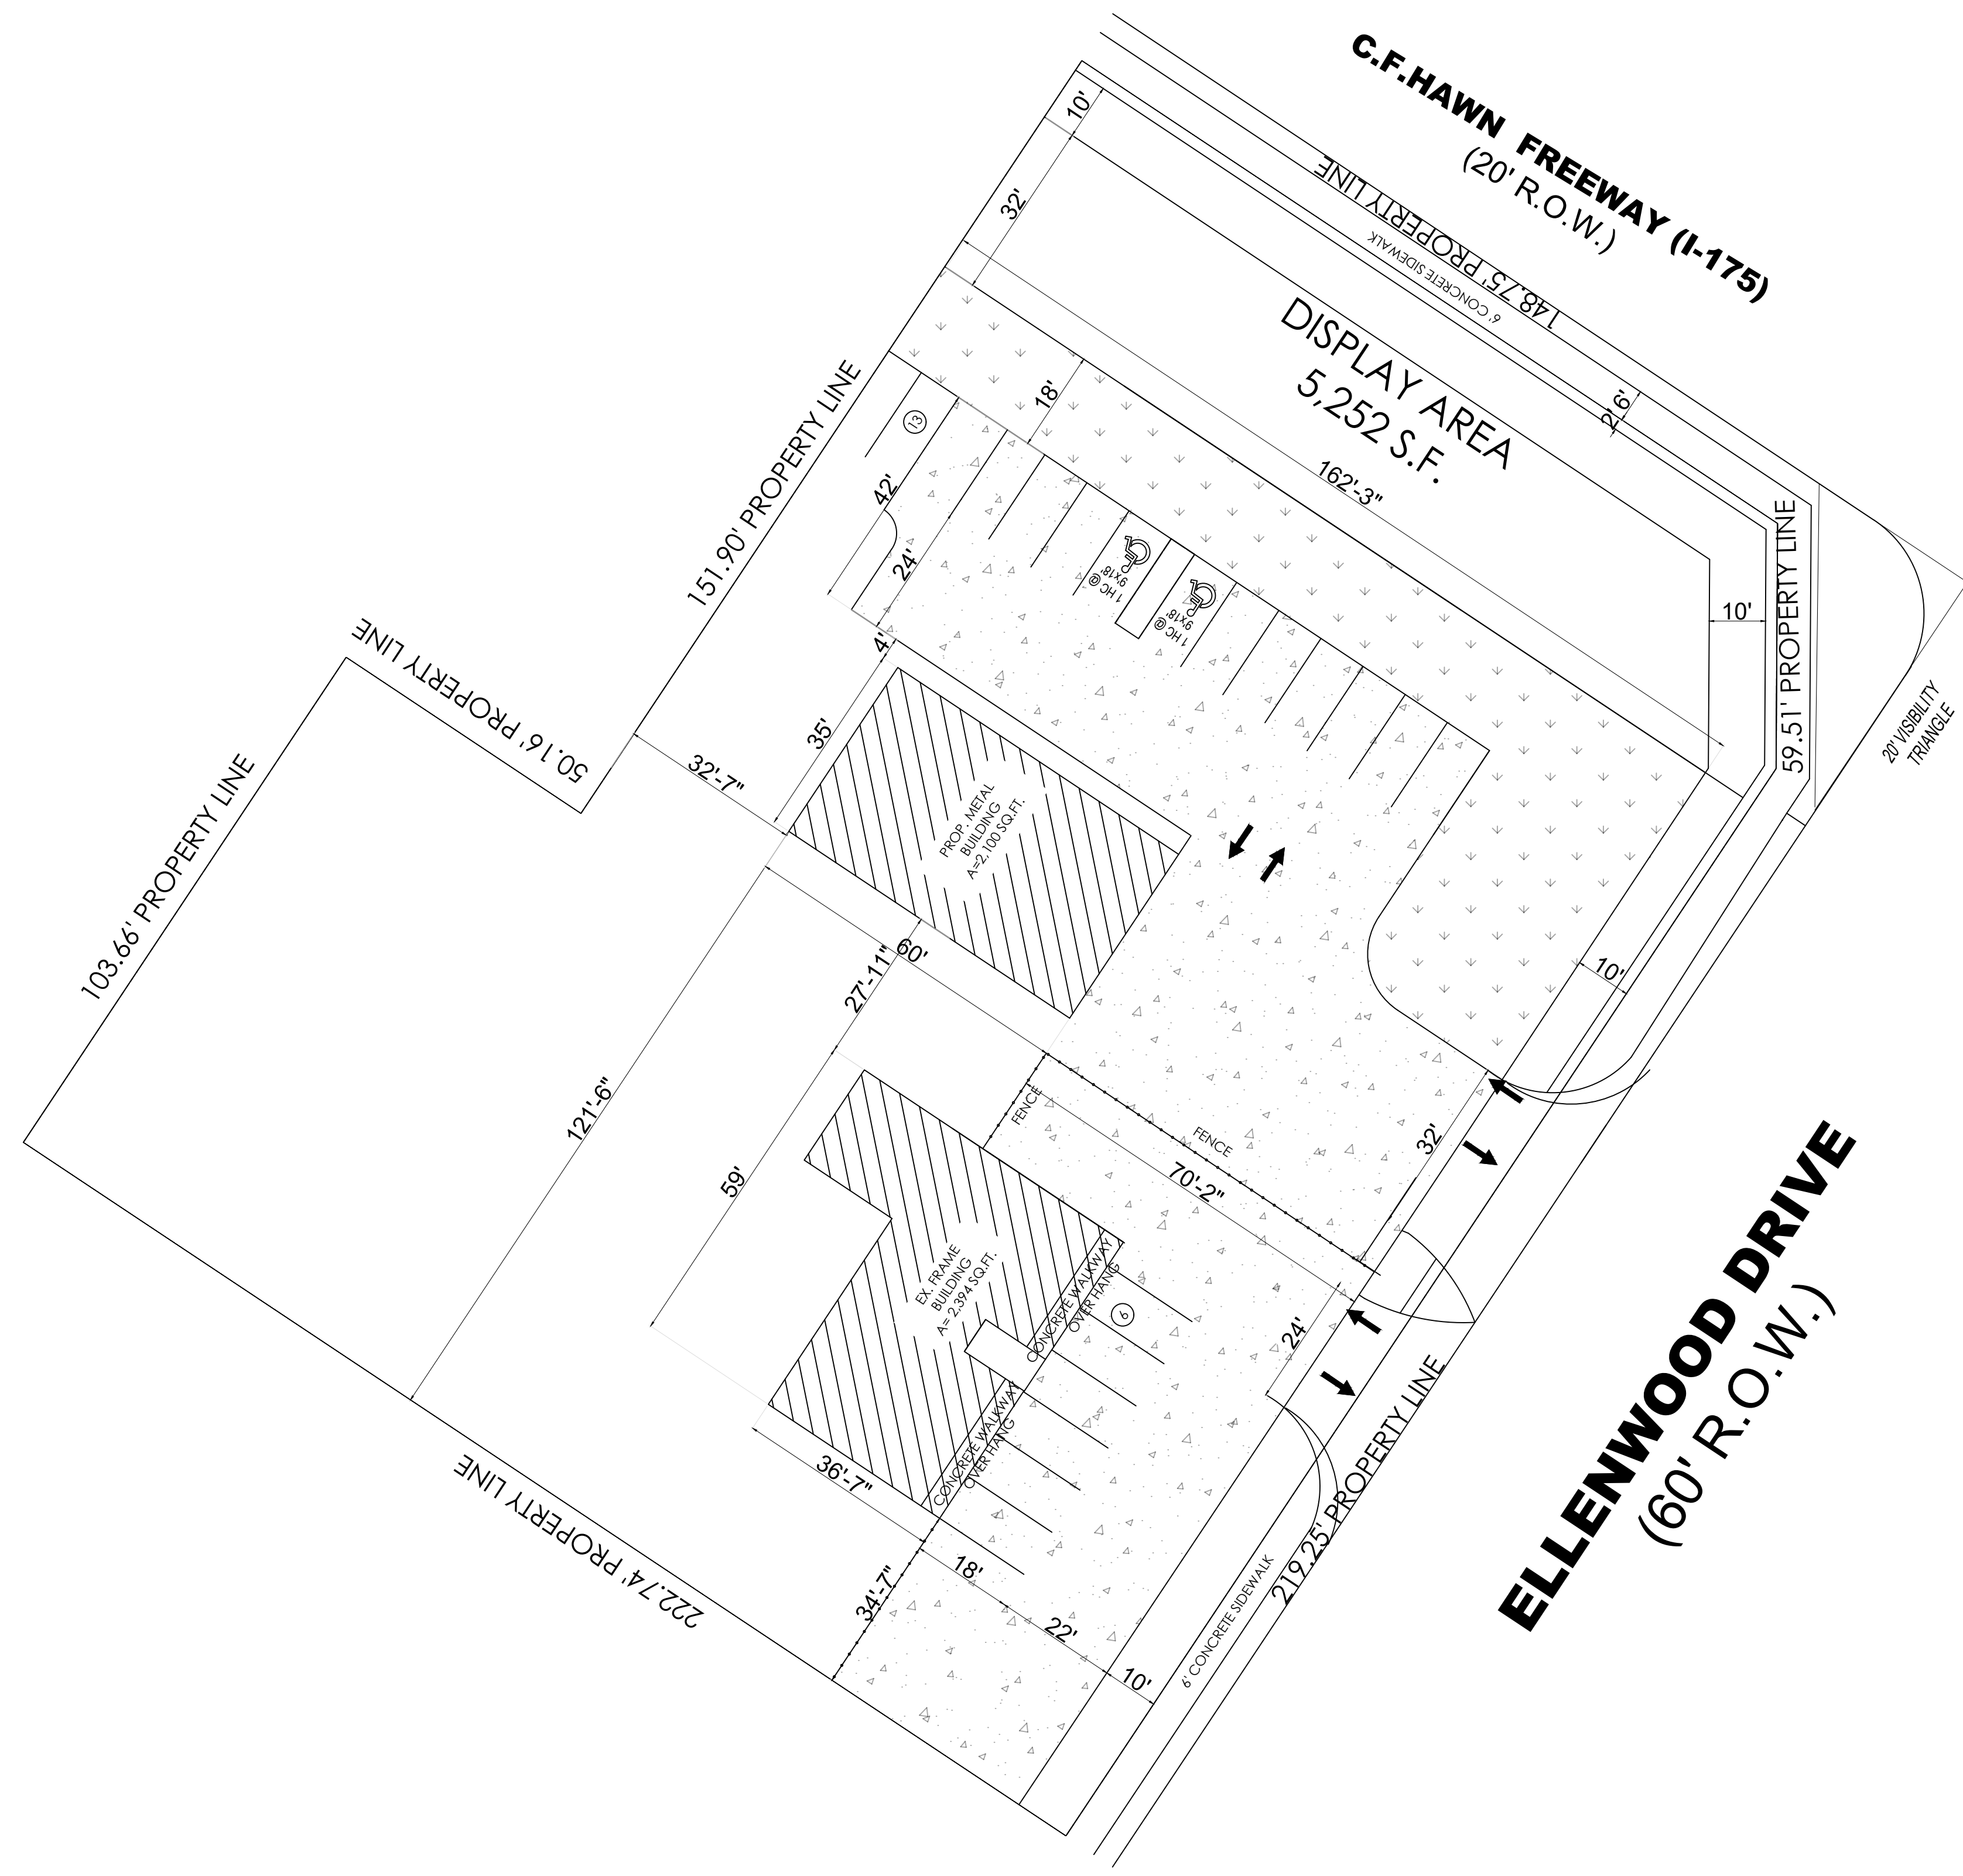 C.F.HAWN FREEWAY (I-175)
(20' R.O.W.)
148.75' PROPERTY LINE
6' CONCRETE SIDEWALK
10'
32'
DISPLAY AREA
5,252 S.F.
162'-3"
2'6'
59.51' PROPERTY LINE
10'
20' VISIBILITY
TRIANGLE
151.90' PROPERTY LINE
13
18'
42'
24'
4'
1 HC @
9'x18'
1 HC @
9'x18'
35'
50.16' PROPERTY LINE
32'-7"
103.66' PROPERTY LINE
PROP. METAL
BUILDING
A=2,100 SQ.FT.
60'
27'-11"
10'
121'-6"
59'
FENCE
FENCE
70'-2"
32'
EX. FRAME
BUILDING
A= 2,394 SQ.FT.
CONCRETE WALKWAY
OVER HANG
6
CONCRETE WALKWAY
OVER HANG
24'
36'-7"
18'
34'-7"
22'
10'
222.74' PROPERTY LINE
6' CONCRETE SIDEWALK
219.25' PROPERTY LINE
ELLENWOOD DRIVE
(60' R.O.W.)